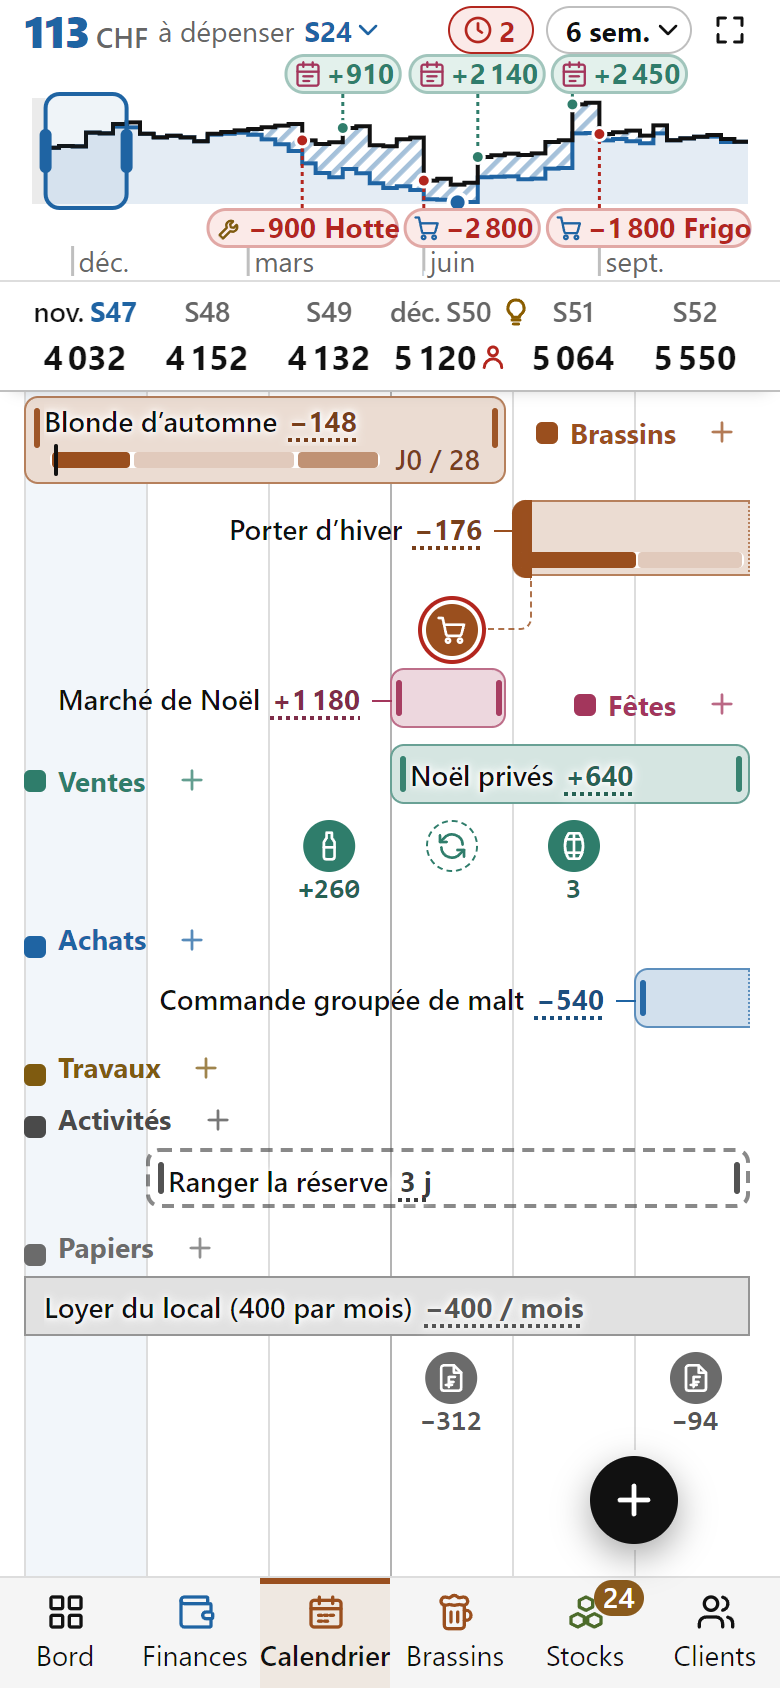 113 CHF à dépenser S24 2 6 sem.
+910 +2 140 +2 450
−900 Hotte −2 800 −1 800 Frigo
déc. mars juin sept.
nov. S47 S48 S49 déc. S50 S51 S52
4 032 4 152 4 132 5 120 5 064 5 550
Blonde d’automne −148
J0 / 28
Brassins +
Porter d’hiver −176
Marché de Noël +1 180
Fêtes +
Noël privés +640
Ventes +
+260 3
Achats +
Commande groupée de malt −540
Travaux +
Activités +
Ranger la réserve 3 j
Papiers +
Loyer du local (400 par mois) −400 / mois
−312 −94
+
24
Bord Finances Calendrier Brassins Stocks Clients